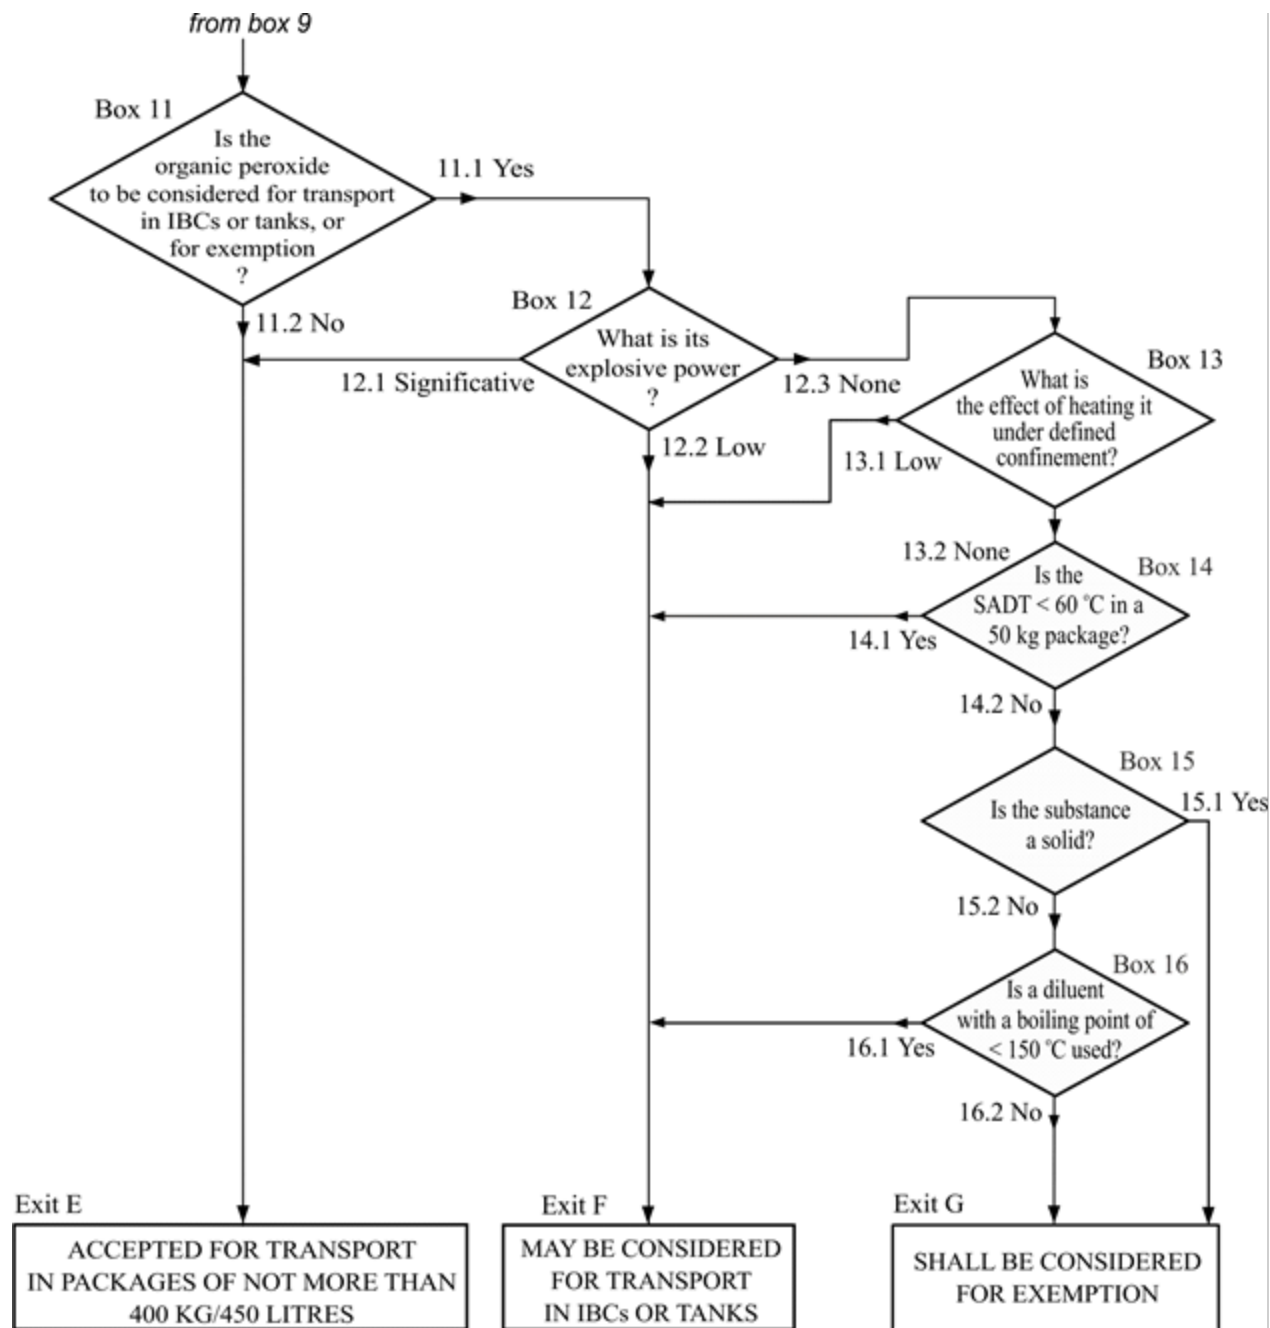 from box 9
Box 11
Is the
organic peroxide
to be considered for transport
in IBCs or tanks, or
for exemption
?
11.1 Yes
11.2 No
Box 12
What is its
explosive power
?
12.1 Significative
12.3 None
12.2 Low
Box 13
What is
the effect of heating it
under defined
confinement?
13.1 Low
13.2 None
Box 14
Is the
SADT < 60 °C in a
50 kg package?
14.1 Yes
14.2 No
Box 15
Is the substance
a solid?
15.1 Yes
15.2 No
Box 16
Is a diluent
with a boiling point of
< 150 °C used?
16.1 Yes
16.2 No
Exit E
ACCEPTED FOR TRANSPORT
IN PACKAGES OF NOT MORE THAN
400 KG/450 LITRES
Exit F
MAY BE CONSIDERED
FOR TRANSPORT
IN IBCs OR TANKS
Exit G
SHALL BE CONSIDERED
FOR EXEMPTION